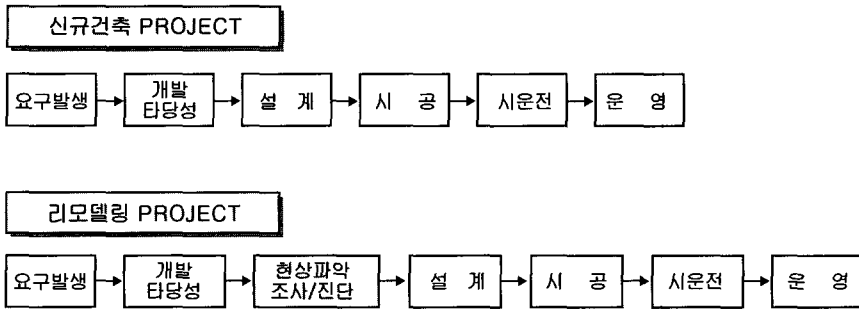 신규건축 PROJECT
요구발생
개발
타당성
설 계
시 공
시운전
운 영
리모델링 PROJECT
요구발생
개발
타당성
현상파악
조사/진단
설 계
시 공
시운전
운 영